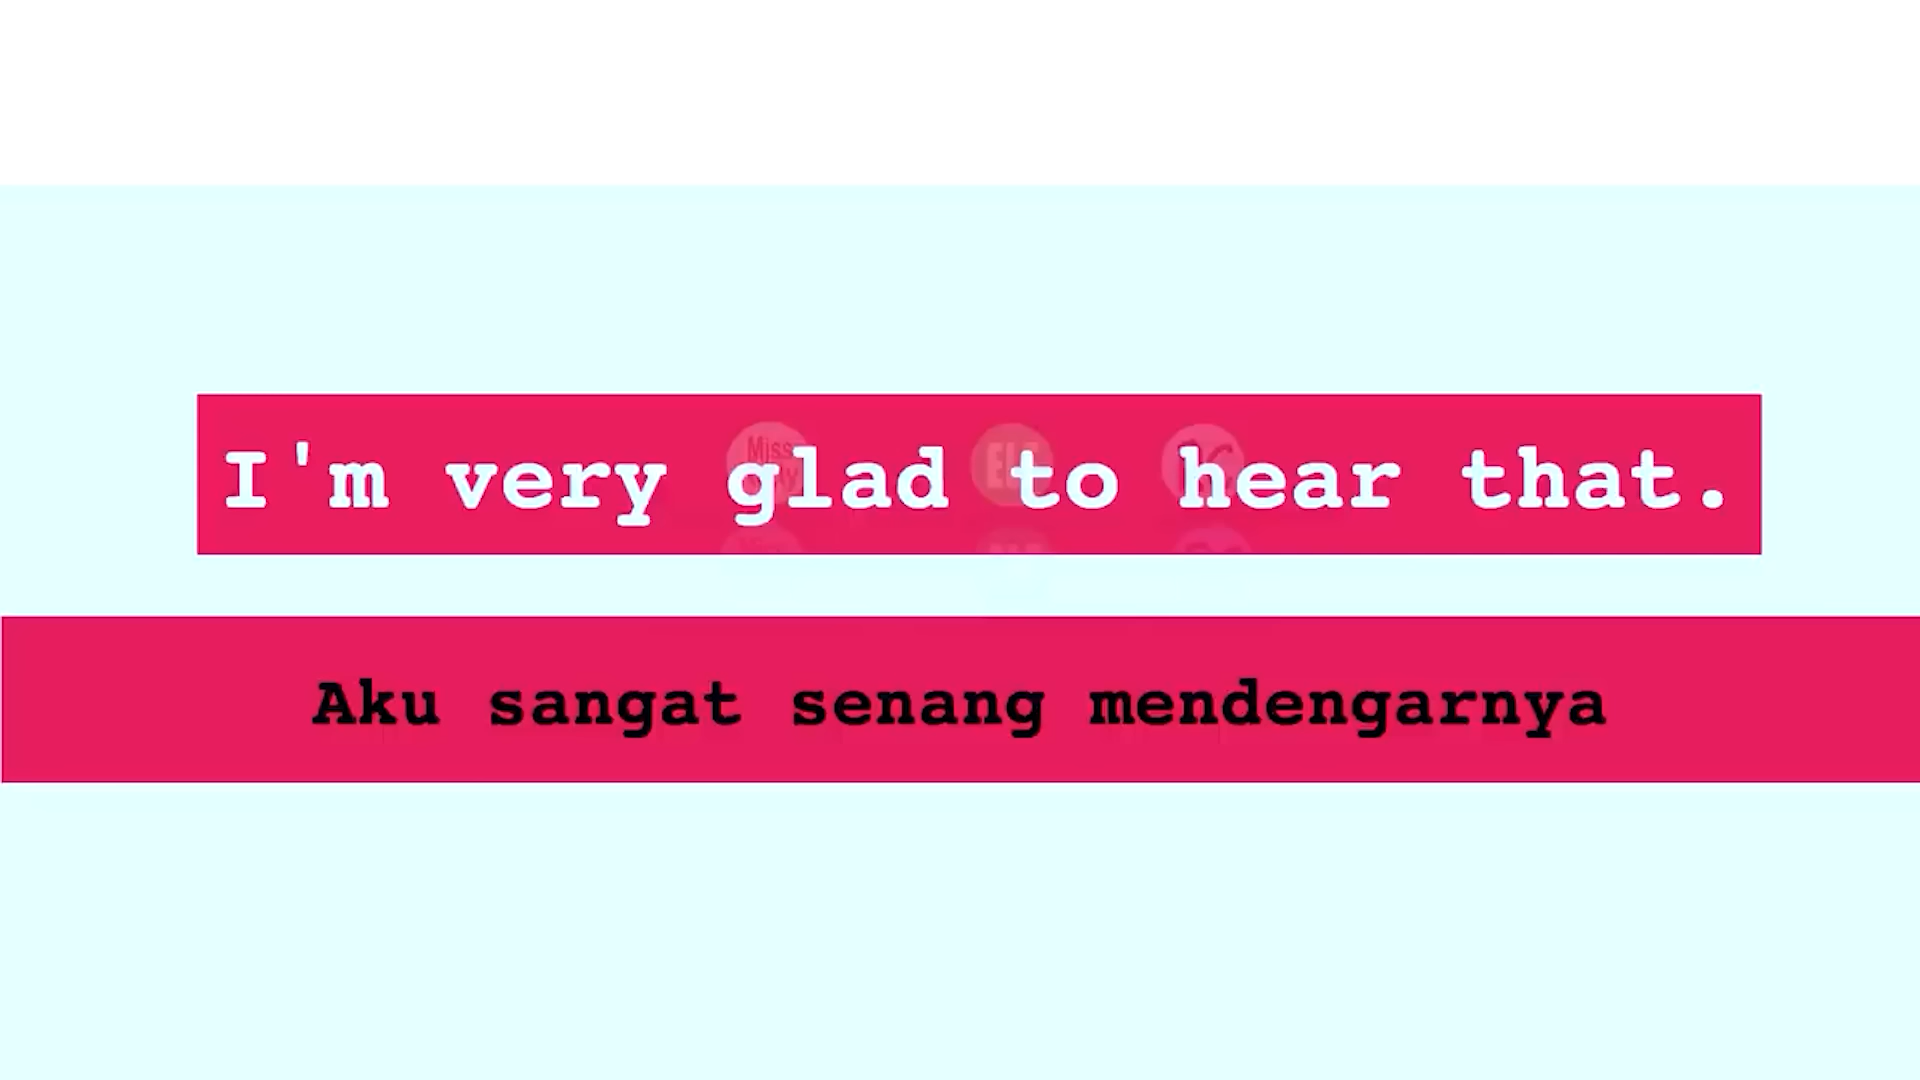 I'm very glad to hear that.
Aku sangat senang mendengarnya